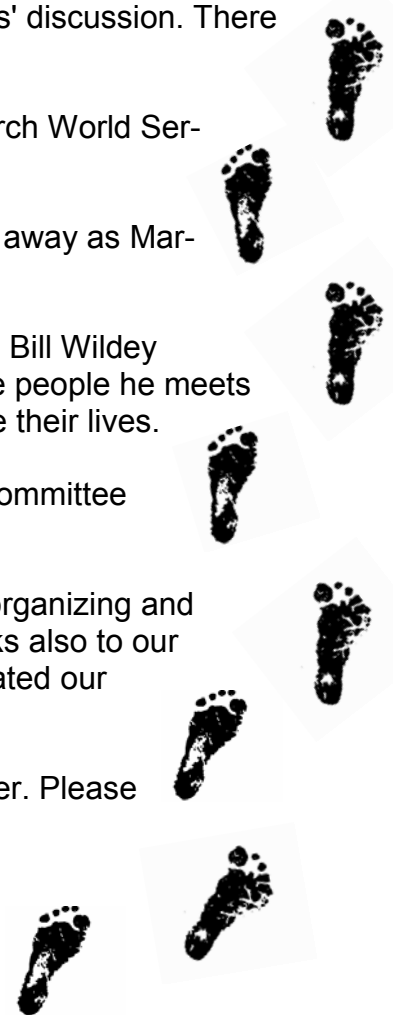 s' discussion. There
rch World Ser-
away as Mar-
Bill Wildey
e people he meets
e their lives.
ommittee
organizing and
ks also to our
ated our
er. Please